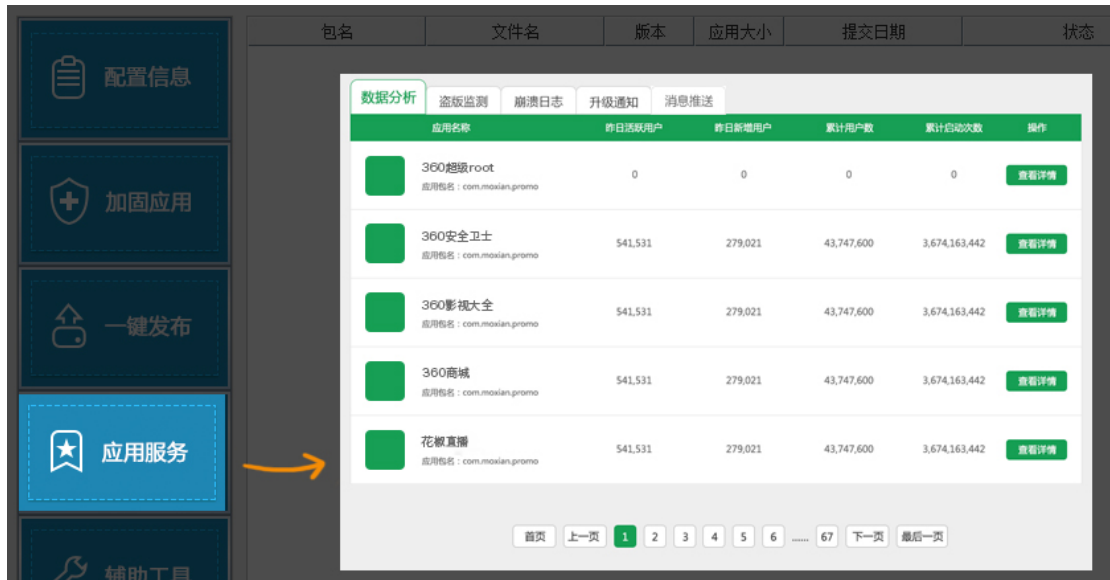 包名 文件名 版本 应用大小 提交日期 状态
配置信息
加固应用
一键发布
应用服务
辅助工具
数据分析 盗版监测 崩溃日志 升级通知 消息推送
应用名称 昨日活跃用户 昨日新增用户 累计用户数 累计启动次数 操作
360超级root
应用包名：com.moxian.promo
0 0 0 0 查看详情
360安全卫士
应用包名：com.moxian.promo
541,531 279,021 43,747,600 3,674,163,442 查看详情
360影视大全
应用包名：com.moxian.promo
541,531 279,021 43,747,600 3,674,163,442 查看详情
360商城
应用包名：com.moxian.promo
541,531 279,021 43,747,600 3,674,163,442 查看详情
花椒直播
应用包名：com.moxian.promo
541,531 279,021 43,747,600 3,674,163,442 查看详情
首页 上一页 1 2 3 4 5 6 ...... 67 下一页 最后一页